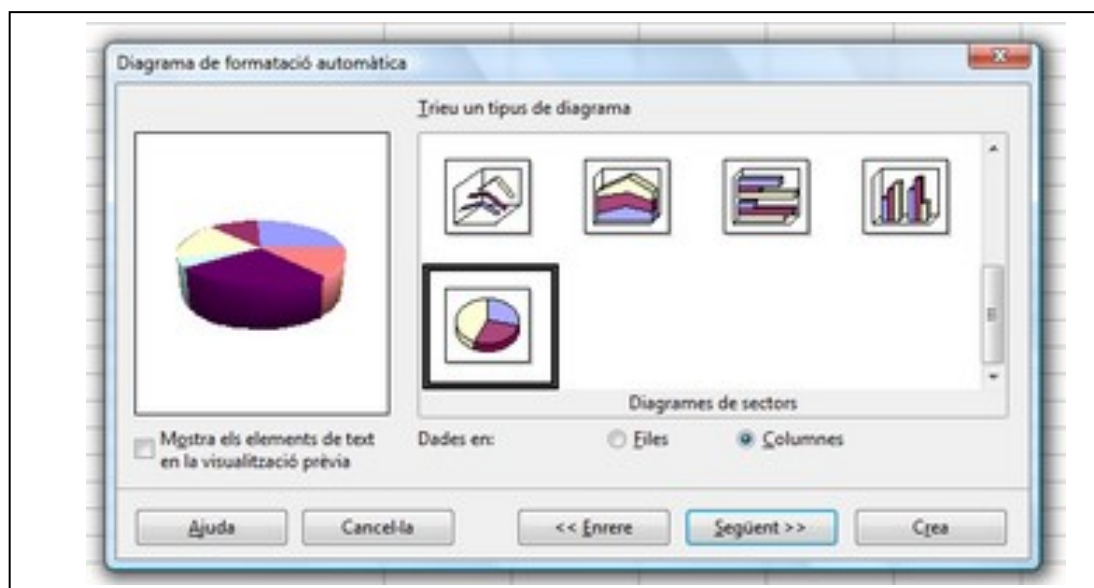 Diagrama de formatació automàtica
Trieu un tipus de diagrama
Diagrames de sectors
Mostra els elements de text
en la visualització prèvia
Dades en:
Files
Columnes
Ajuda
Cancel·la
<< Enrere
Següent >>
Crea